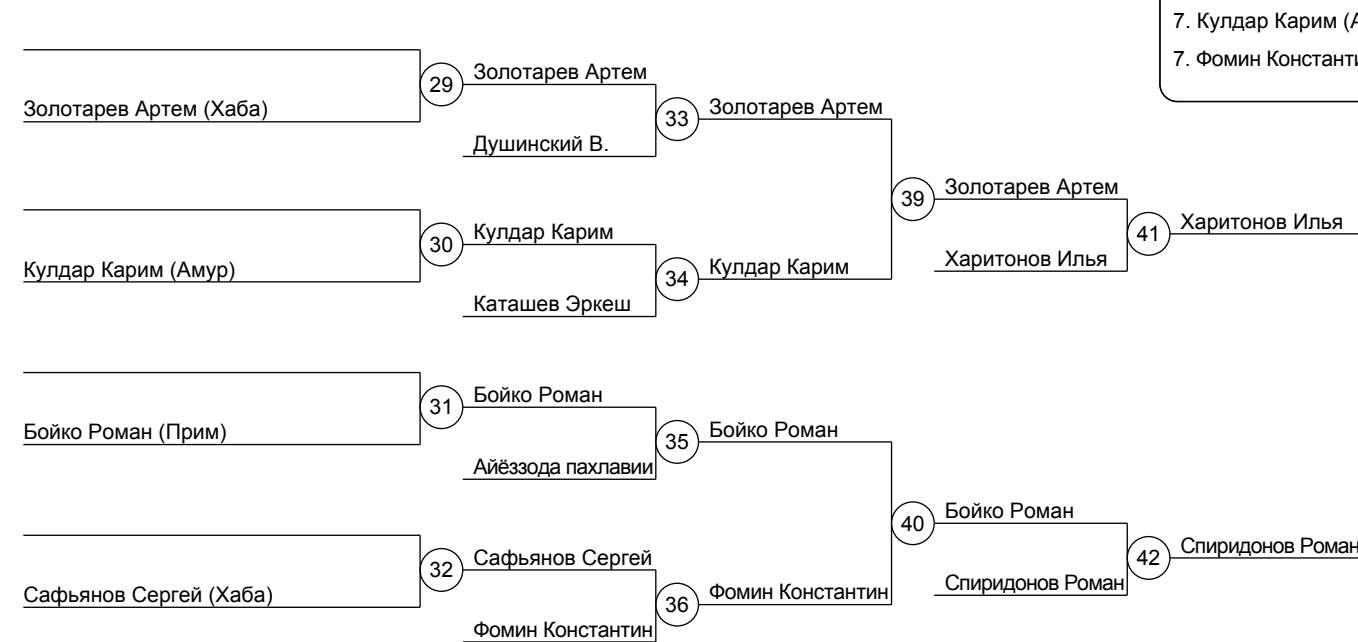 7. Кулдар Карим (
7. Фомин Констант
29 Золотарев Артем
Золотарев Артем (Хаба)
33 Золотарев Артем
Душинский В.
39 Золотарев Артем
30 Кулдар Карим
Кулдар Карим (Амур)
34 Кулдар Карим
Каташев Эркеш
41 Харитонов Илья
Харитонов Илья
31 Бойко Роман
Бойко Роман (Прим)
35 Бойко Роман
Айёззода пахлавии
40 Бойко Роман
32 Сафьянов Сергей
Сафьянов Сергей (Хаба)
36 Фомин Константин
Фомин Константин
42 Спиридонов Роман
Спиридонов Роман